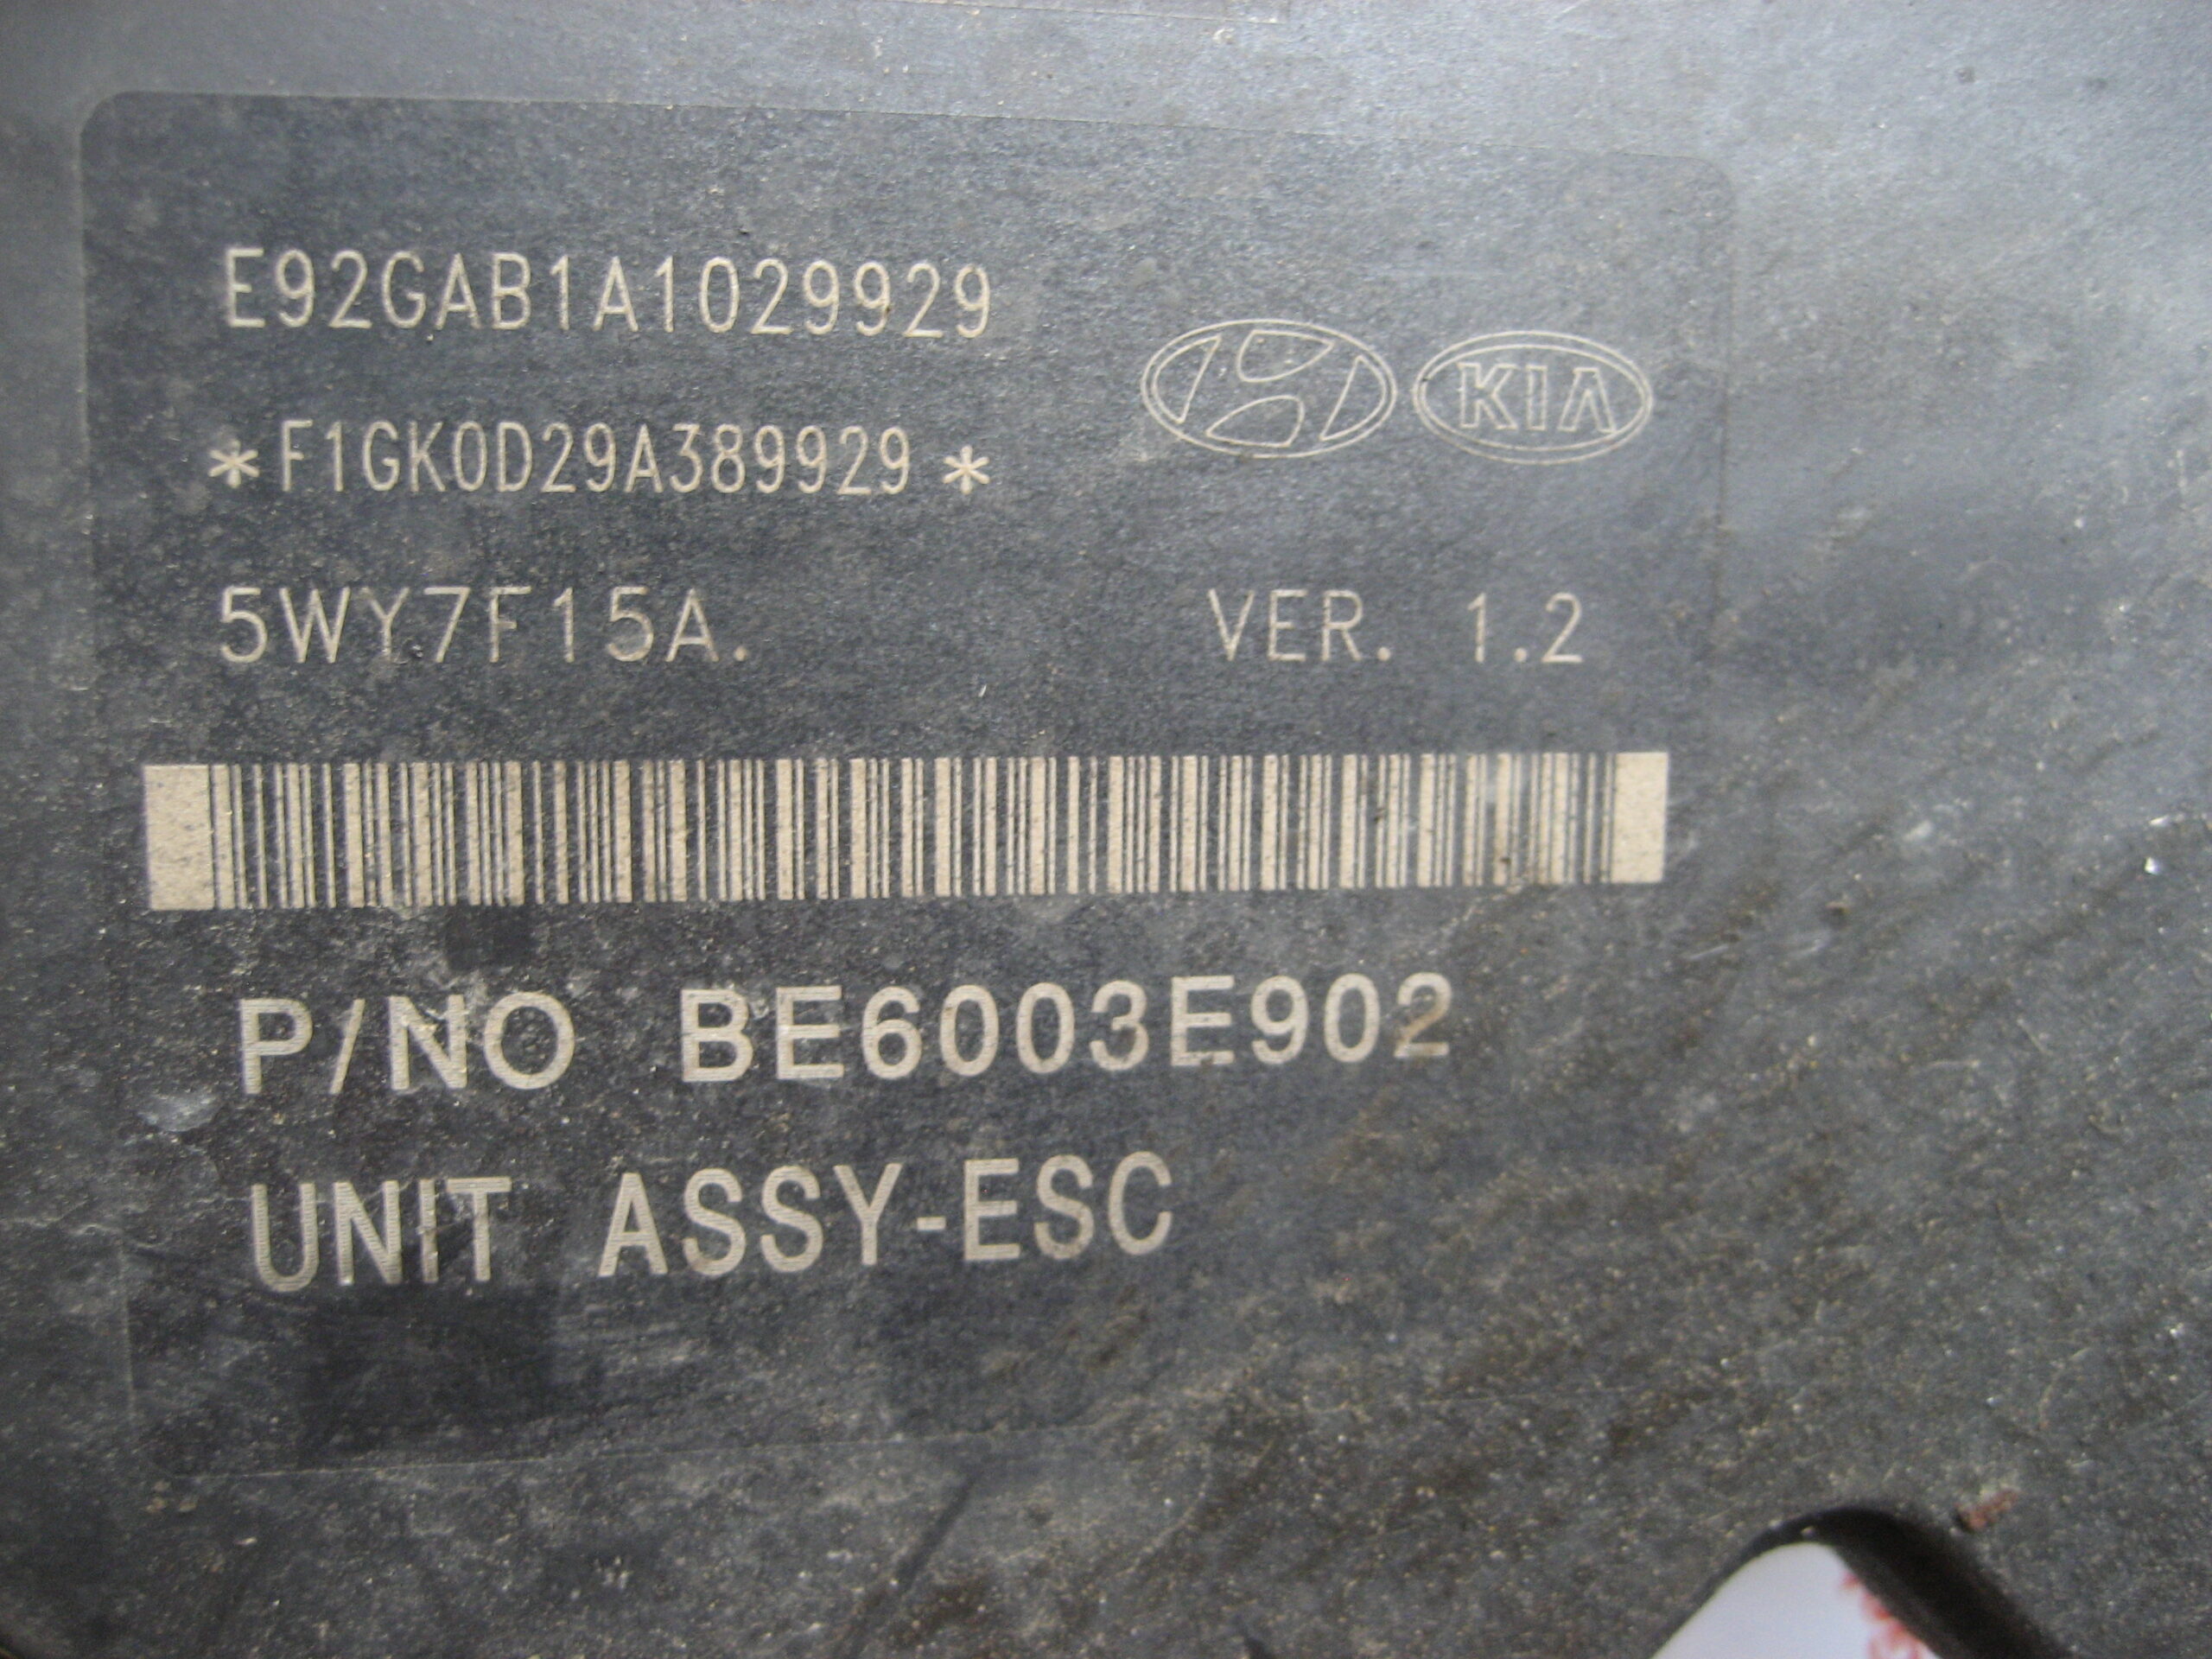 E92GAB1A1029929
*F1GK0D29A389929*
KIA
5WY7F15A. VER. 1.2
P/NO BE6003E902
UNIT ASSY-ESC